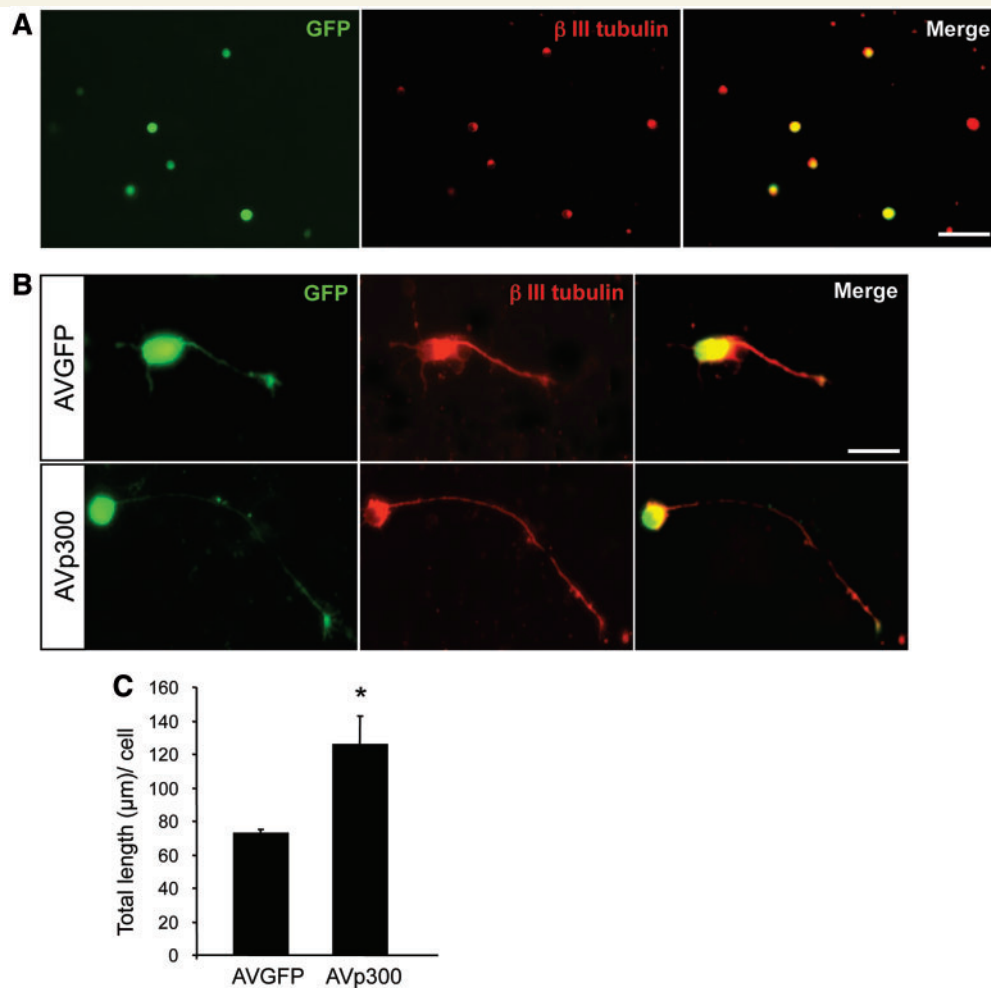 A
GFP
β III tubulin
Merge
B
GFP
β III tubulin
Merge
AVGFP
AVp300
C
160
140
120
100
80
60
40
20
0
Total length (µm)/ cell
*
AVGFP
AVp300